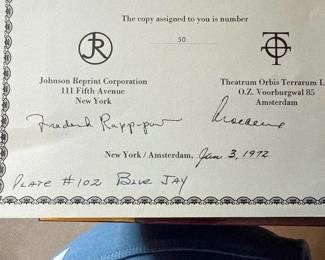 The copy assigned to you is number
50
Johnson Reprint Corporation
111 Fifth Avenue
New York
Theatrum Orbis Terrarum L
O.Z. Voorburgwal 85
Amsterdam
Frederick
New York / Amsterdam, Jan 3, 1972
PLATE #102 BLUE JAY